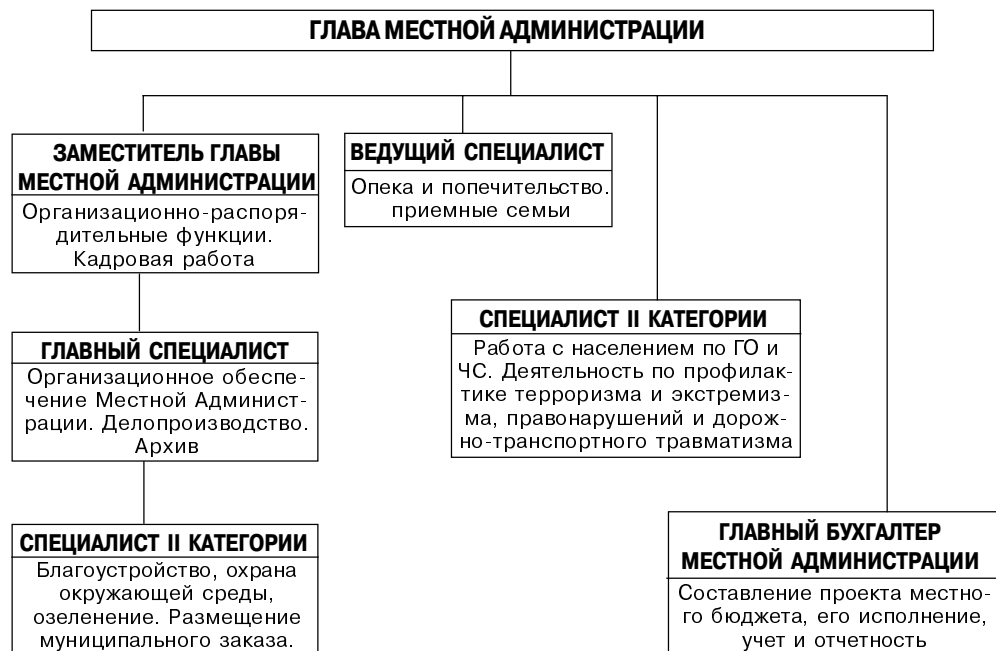 ГЛАВА МЕСТНОЙ АДМИНИСТРАЦИИ
ЗАМЕСТИТЕЛЬ ГЛАВЫ
МЕСТНОЙ АДМИНИСТРАЦИИ
Организационно-распоря-
дительные функции.
Кадровая работа
ВЕДУЩИЙ СПЕЦИАЛИСТ
Опека и попечительство.
приемные семьи
СПЕЦИАЛИСТ II КАТЕГОРИИ
Работа с населением по ГО и
ЧС. Деятельность по профилак-
тике терроризма и экстремиз-
ма, правонарушений и дорож-
но-транспортного травматизма
ГЛАВНЫЙ СПЕЦИАЛИСТ
Организационное обеспе-
чение Местной Админист-
рации. Делопроизводство.
Архив
СПЕЦИАЛИСТ II КАТЕГОРИИ
Благоустройство, охрана
окружающей среды,
озеленение. Размещение
муниципального заказа.
ГЛАВНЫЙ БУХГАЛТЕР
МЕСТНОЙ АДМИНИСТРАЦИИ
Составление проекта местно-
го бюджета, его исполнение,
учет и отчетность